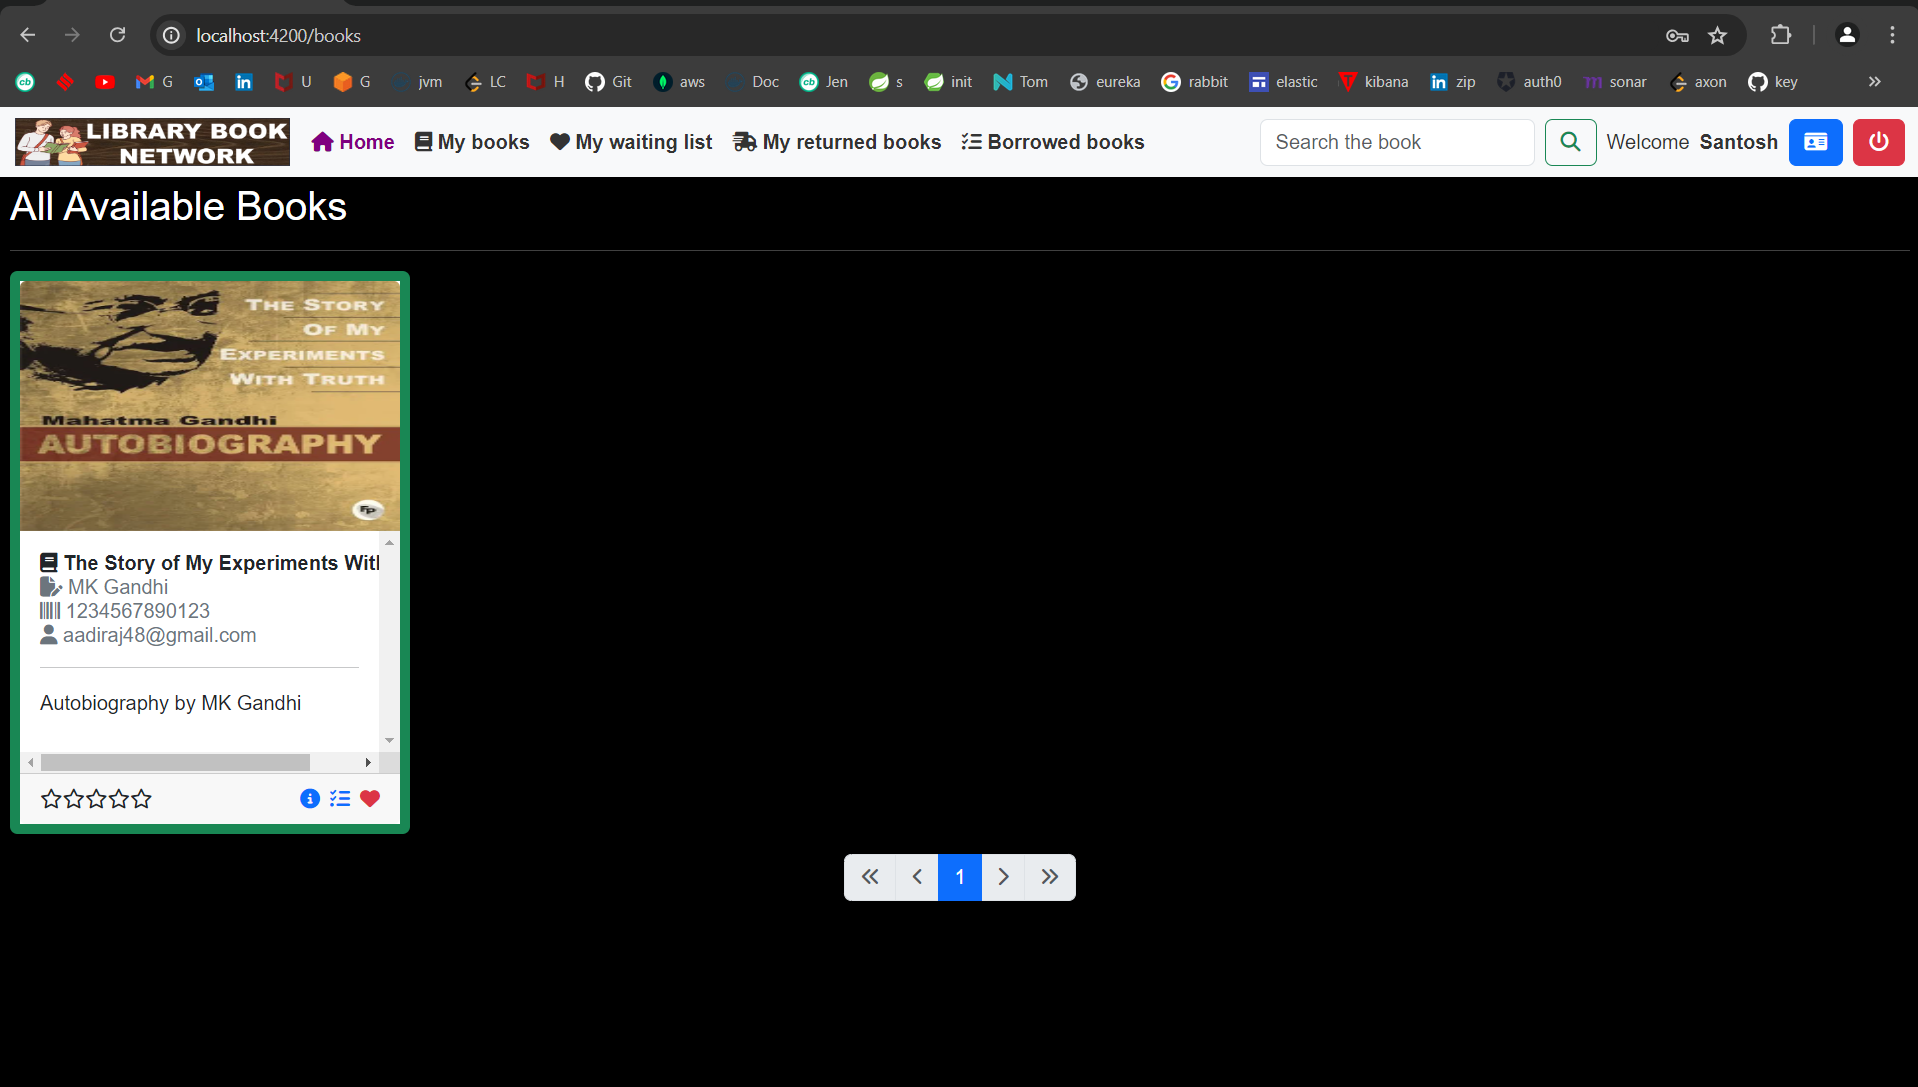 localhost:4200/books
G U G jvm LC H Git aws Doc Jen s init Tom eureka rabbit elastic kibana zip auth0 sonar axon key
LIBRARY BOOK
NETWORK
Home My books My waiting list My returned books Borrowed books Search the book Welcome Santosh
All Available Books
THE STORY
OF MY
EXPERIMENTS
WITH TRUTH
Mahatma Gandhi
AUTOBIOGRAPHY
FP
The Story of My Experiments With
MK Gandhi
1234567890123
aadiraj48@gmail.com
Autobiography by MK Gandhi
1